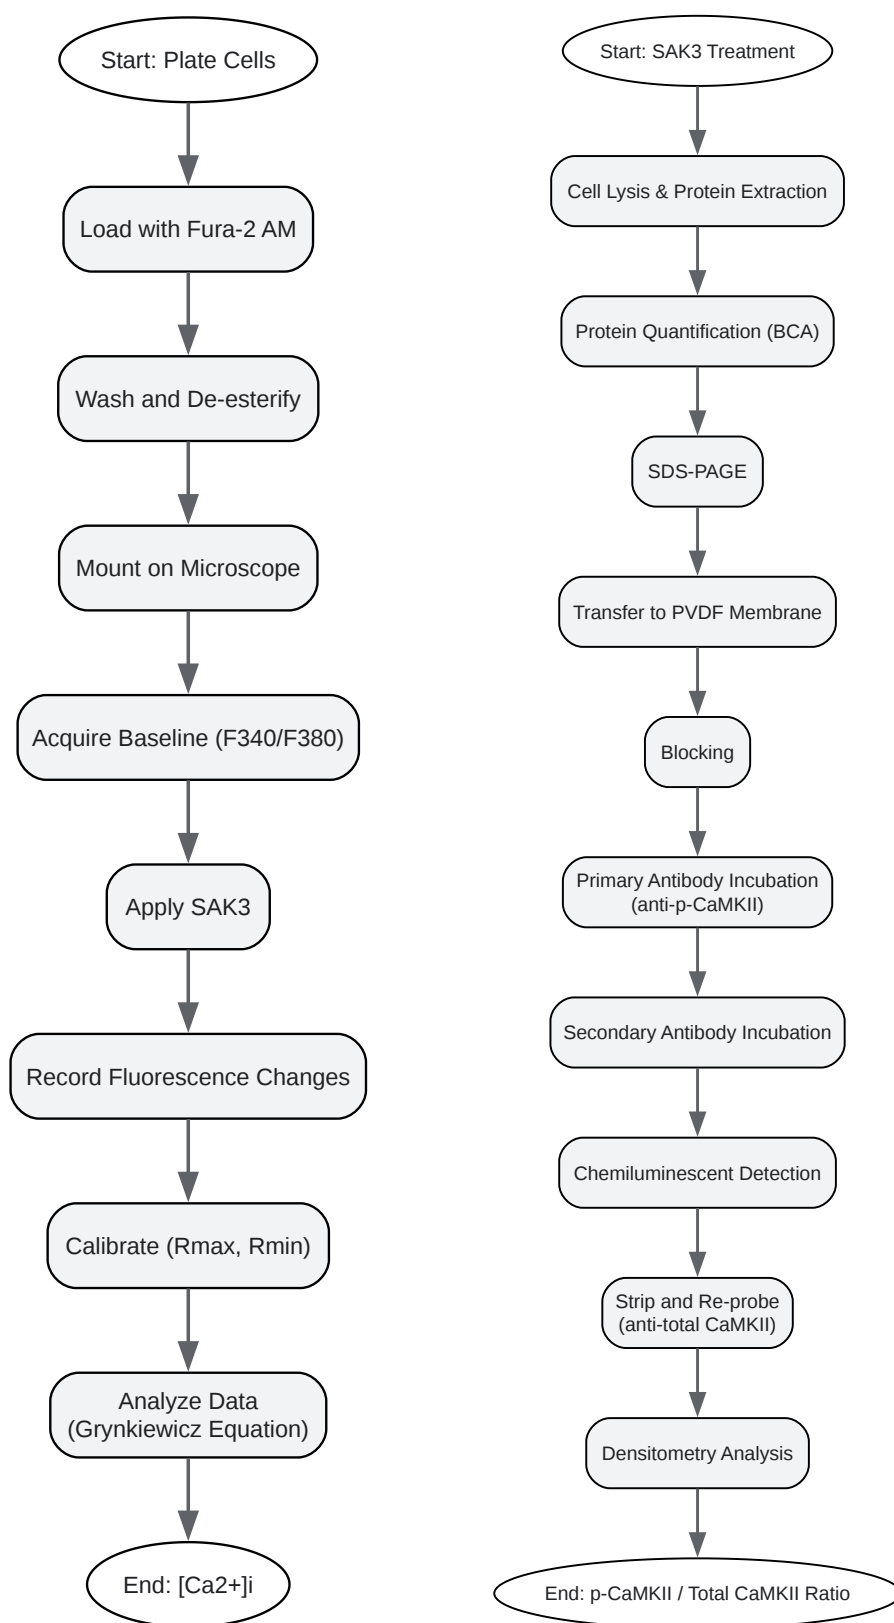 Start: Plate Cells
Load with Fura-2 AM
Wash and De-esterify
Mount on Microscope
Acquire Baseline (F340/F380)
Apply SAK3
Record Fluorescence Changes
Calibrate (Rmax, Rmin)
Analyze Data
(Grynkiewicz Equation)
End: [Ca2+]i
Start: SAK3 Treatment
Cell Lysis & Protein Extraction
Protein Quantification (BCA)
SDS-PAGE
Transfer to PVDF Membrane
Blocking
Primary Antibody Incubation
(anti-p-CaMKII)
Secondary Antibody Incubation
Chemiluminescent Detection
Strip and Re-probe
(anti-total CaMKII)
Densitometry Analysis
End: p-CaMKII / Total CaMKII Ratio